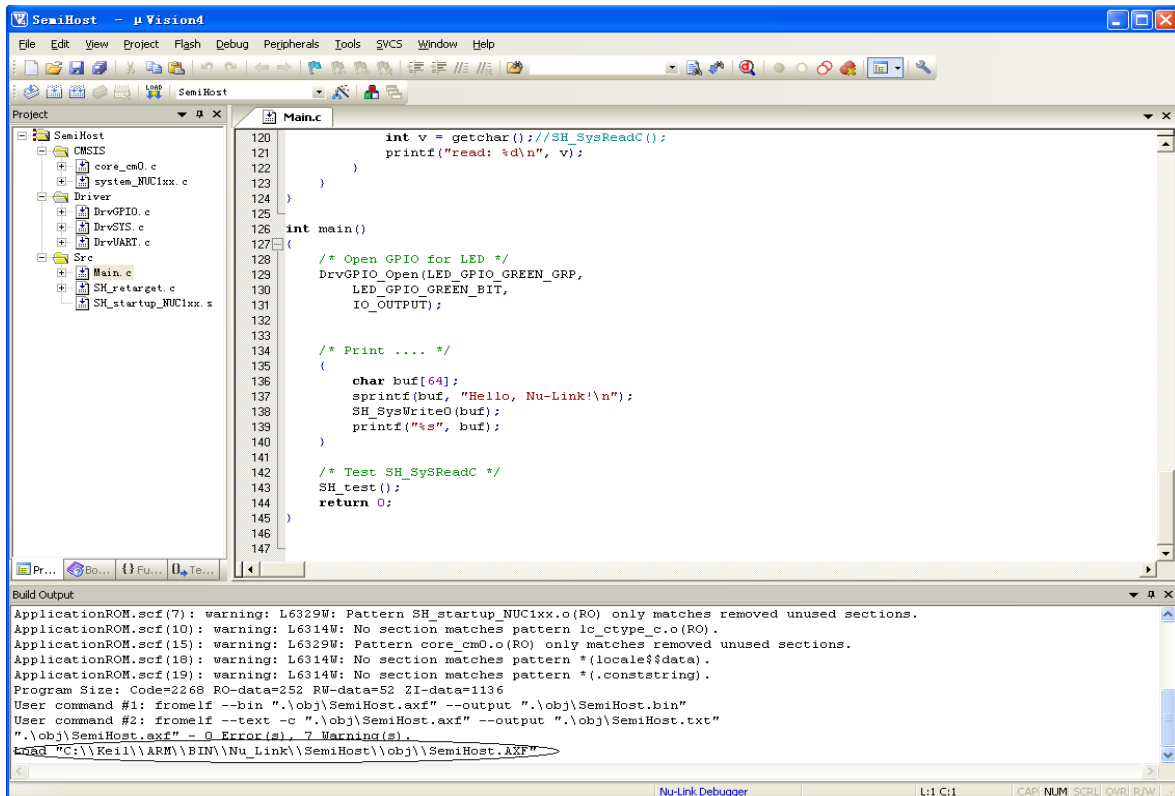 SemiHost - µVision4
File Edit View Project Flash Debug Peripherals Tools SVCS Window Help
LOAD SemiHost
Project
SemiHost
CMSIS
core_cm0.c
system_NUC1xx.c
Driver
DrvGPIO.c
DrvSYS.c
DrvUART.c
Src
Main.c
SH_retarget.c
SH_startup_NUC1xx.s
Pr... Bo... {} Fu... 0 Te...
Main.c
120 int v = getchar();//SH_SysReadC();
121 printf("read: %d\n", v);
122 }
123 }
124 }
125
126 int main()
127 {
128 /* Open GPIO for LED */
129 DrvGPIO_Open(LED_GPIO_GREEN_GRP,
130 LED_GPIO_GREEN_BIT,
131 IO_OUTPUT);
132
133
134 /* Print .... */
135 {
136 char buf[64];
137 sprintf(buf, "Hello, Nu-Link!\n");
138 SH_SysWrite0(buf);
139 printf("%s", buf);
140 }
141
142 /* Test SH_SySReadC */
143 SH_test();
144 return 0;
145 }
146
147
Build Output
ApplicationROM.scf(7): warning: L6329W: Pattern SH_startup_NUC1xx.o(RO) only matches removed unused sections.
ApplicationROM.scf(10): warning: L6314W: No section matches pattern lc_ctype_c.o(RO).
ApplicationROM.scf(15): warning: L6329W: Pattern core_cm0.o(RO) only matches removed unused sections.
ApplicationROM.scf(18): warning: L6314W: No section matches pattern *(locale$$data).
ApplicationROM.scf(19): warning: L6314W: No section matches pattern *(.conststring).
Program Size: Code=2268 RO-data=252 RW-data=52 ZI-data=1136
User command #1: fromelf --bin ".\obj\SemiHost.axf" --output ".\obj\SemiHost.bin"
User command #2: fromelf --text -c ".\obj\SemiHost.axf" --output ".\obj\SemiHost.txt"
".\obj\SemiHost.axf" - 0 Error(s), 7 Warning(s).
Load "C:\\Keil\\ARM\\BIN\\Nu_Link\\SemiHost\\obj\\SemiHost.AXF"
Nu-Link Debugger L:1 C:1 CAP NUM SCRL OVR R/W